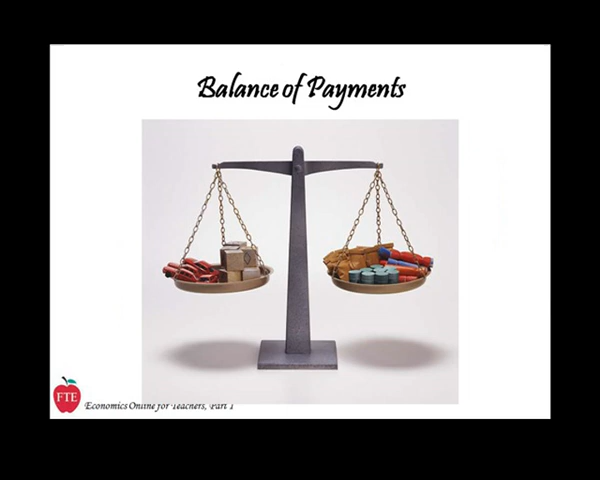 Balance of Payments
FTE
Economics Online for Teachers, Part 1